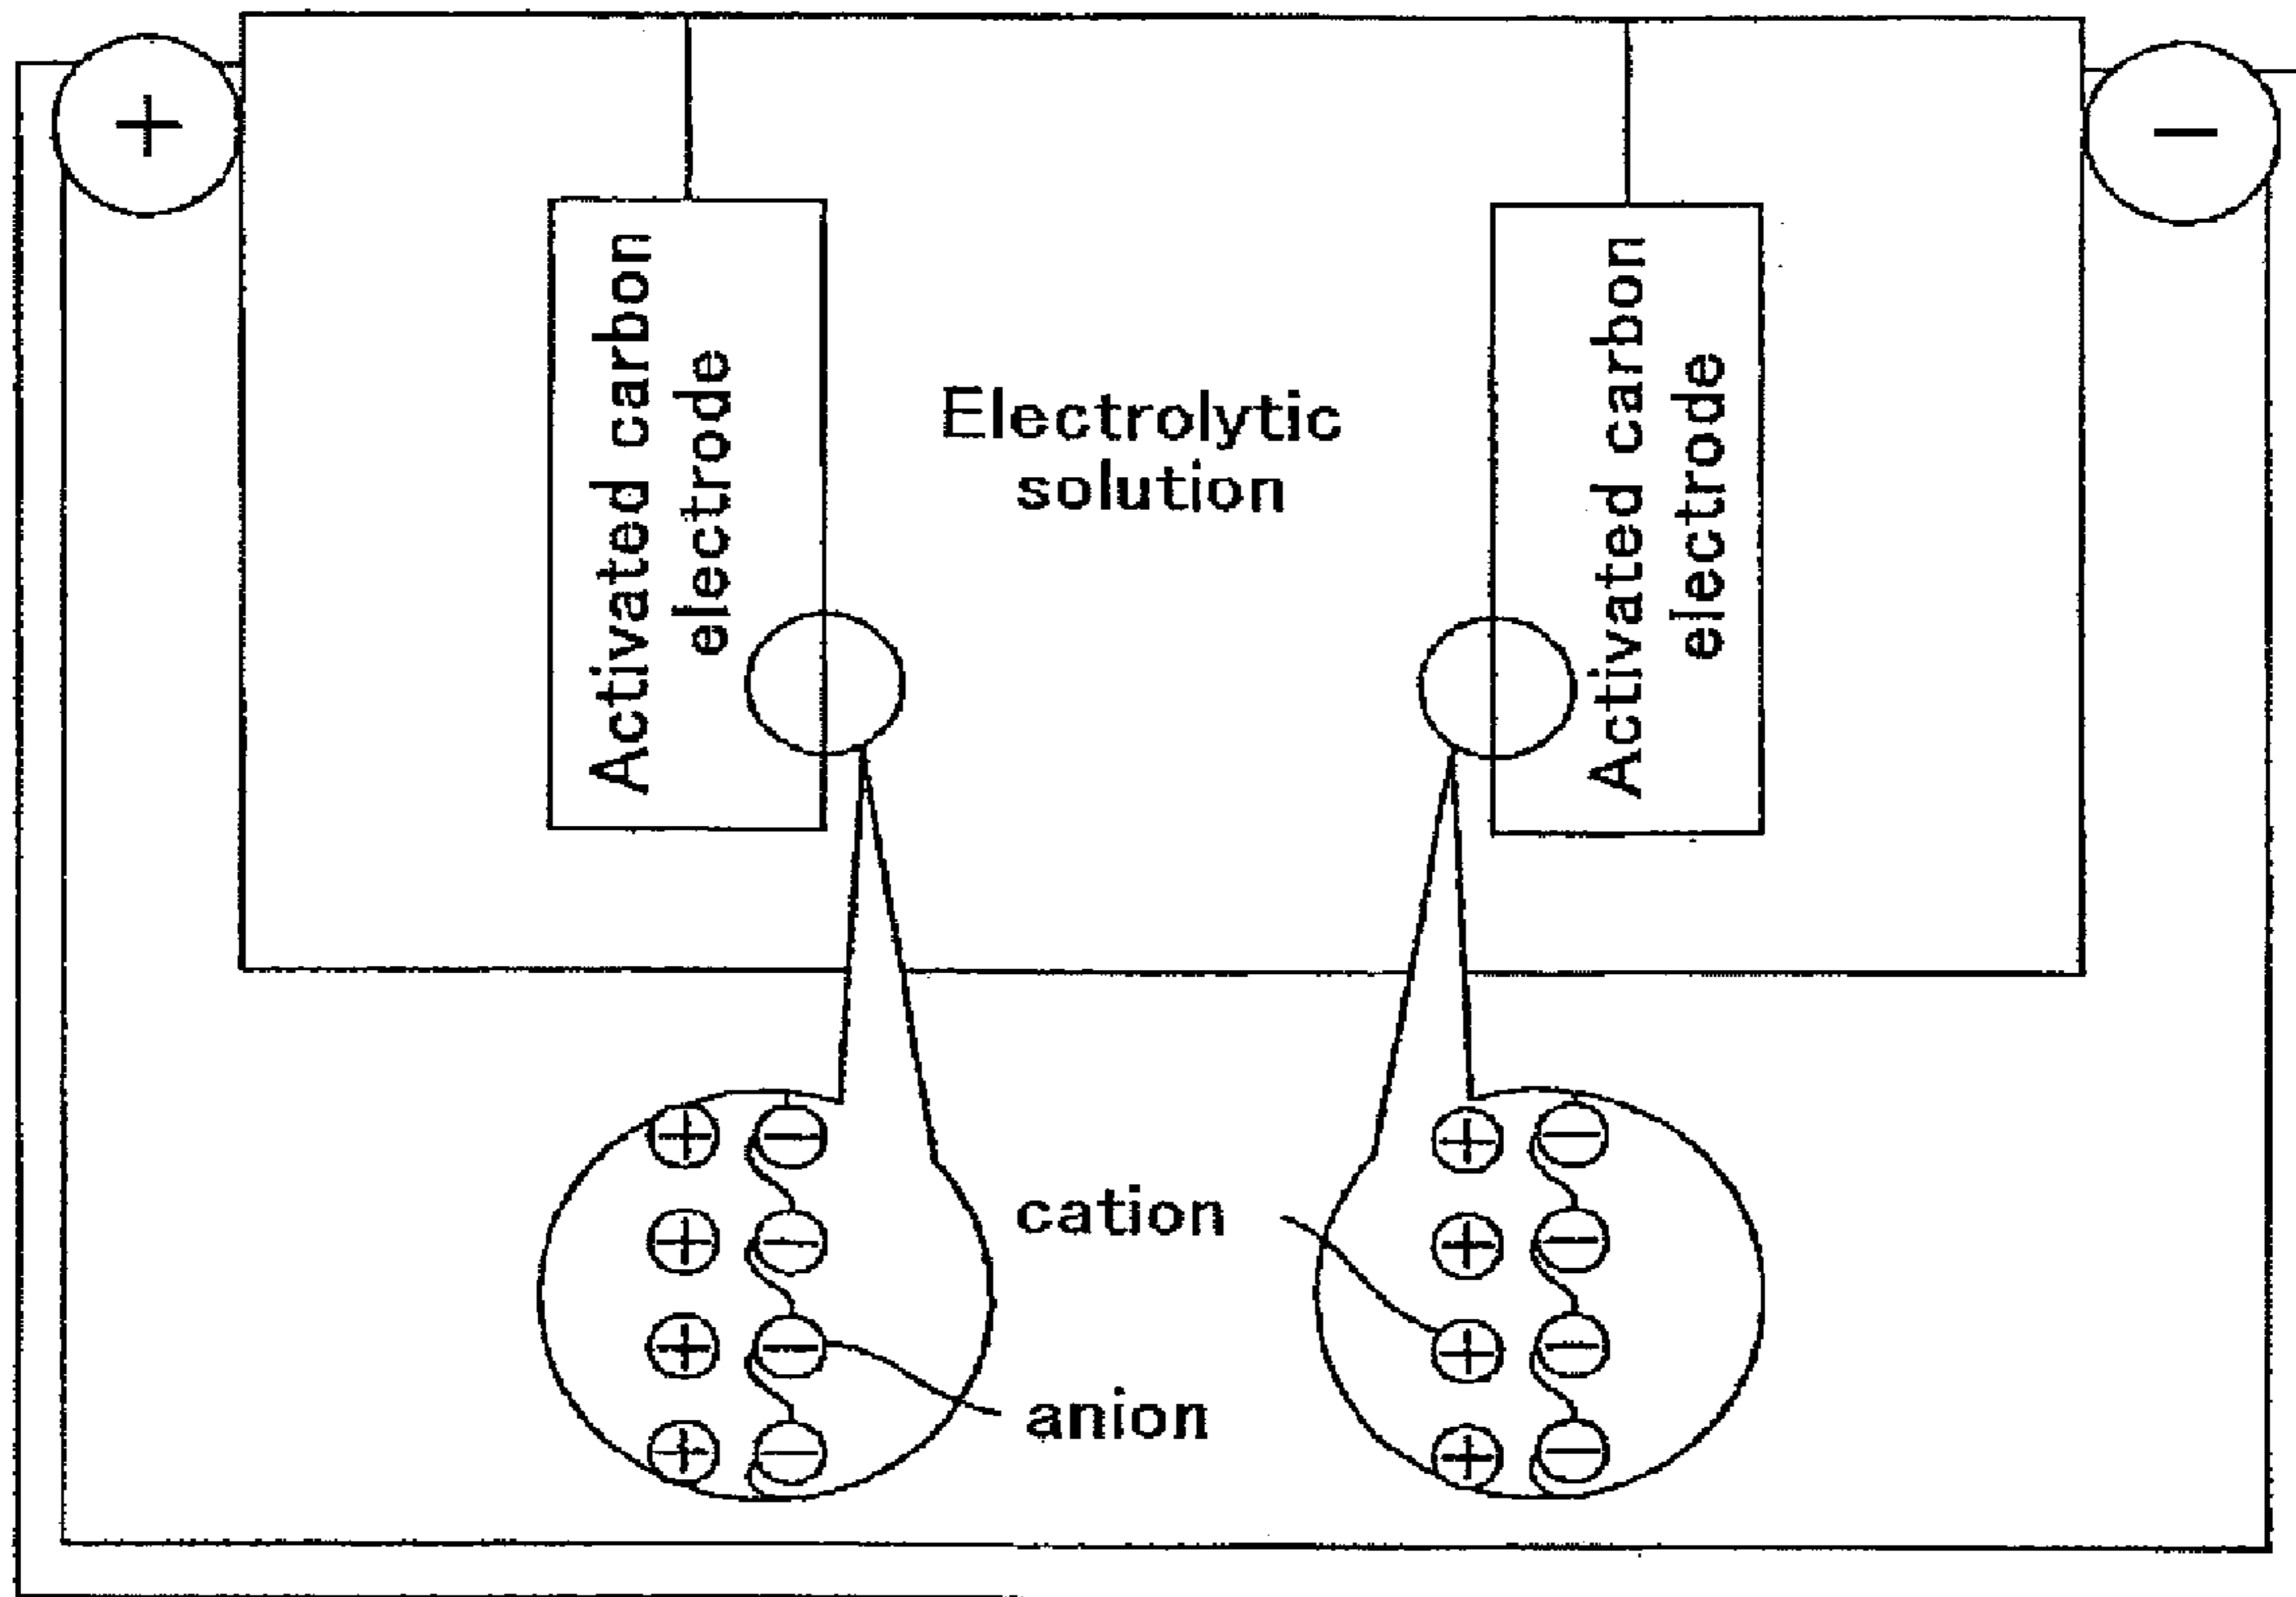 +
−
Activated carbon
electrode
Electrolytic
solution
Activated carbon
electrode
+ −
+ −
+ −
+ −
cation
anion
+ −
+ −
+ −
+ −